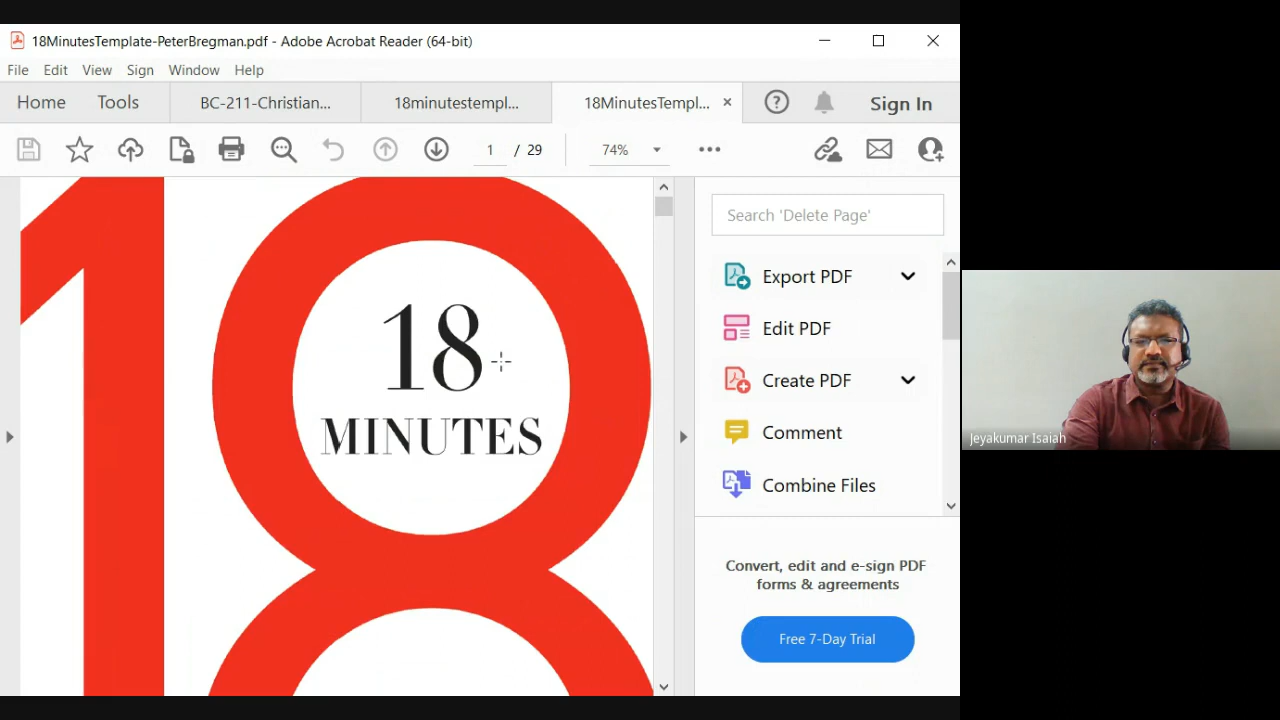 18MinutesTemplate-PeterBregman.pdf - Adobe Acrobat Reader (64-bit)
File Edit View Sign Window Help
Home Tools BC-211-Christian... 18minutestempl... 18MinutesTempl... × ? Sign In
1 / 29 74%
18
MINUTES
Search 'Delete Page'
Export PDF
Edit PDF
Create PDF
Comment
Combine Files
Convert, edit and e-sign PDF
forms & agreements
Free 7-Day Trial
Jeyakumar Isaiah